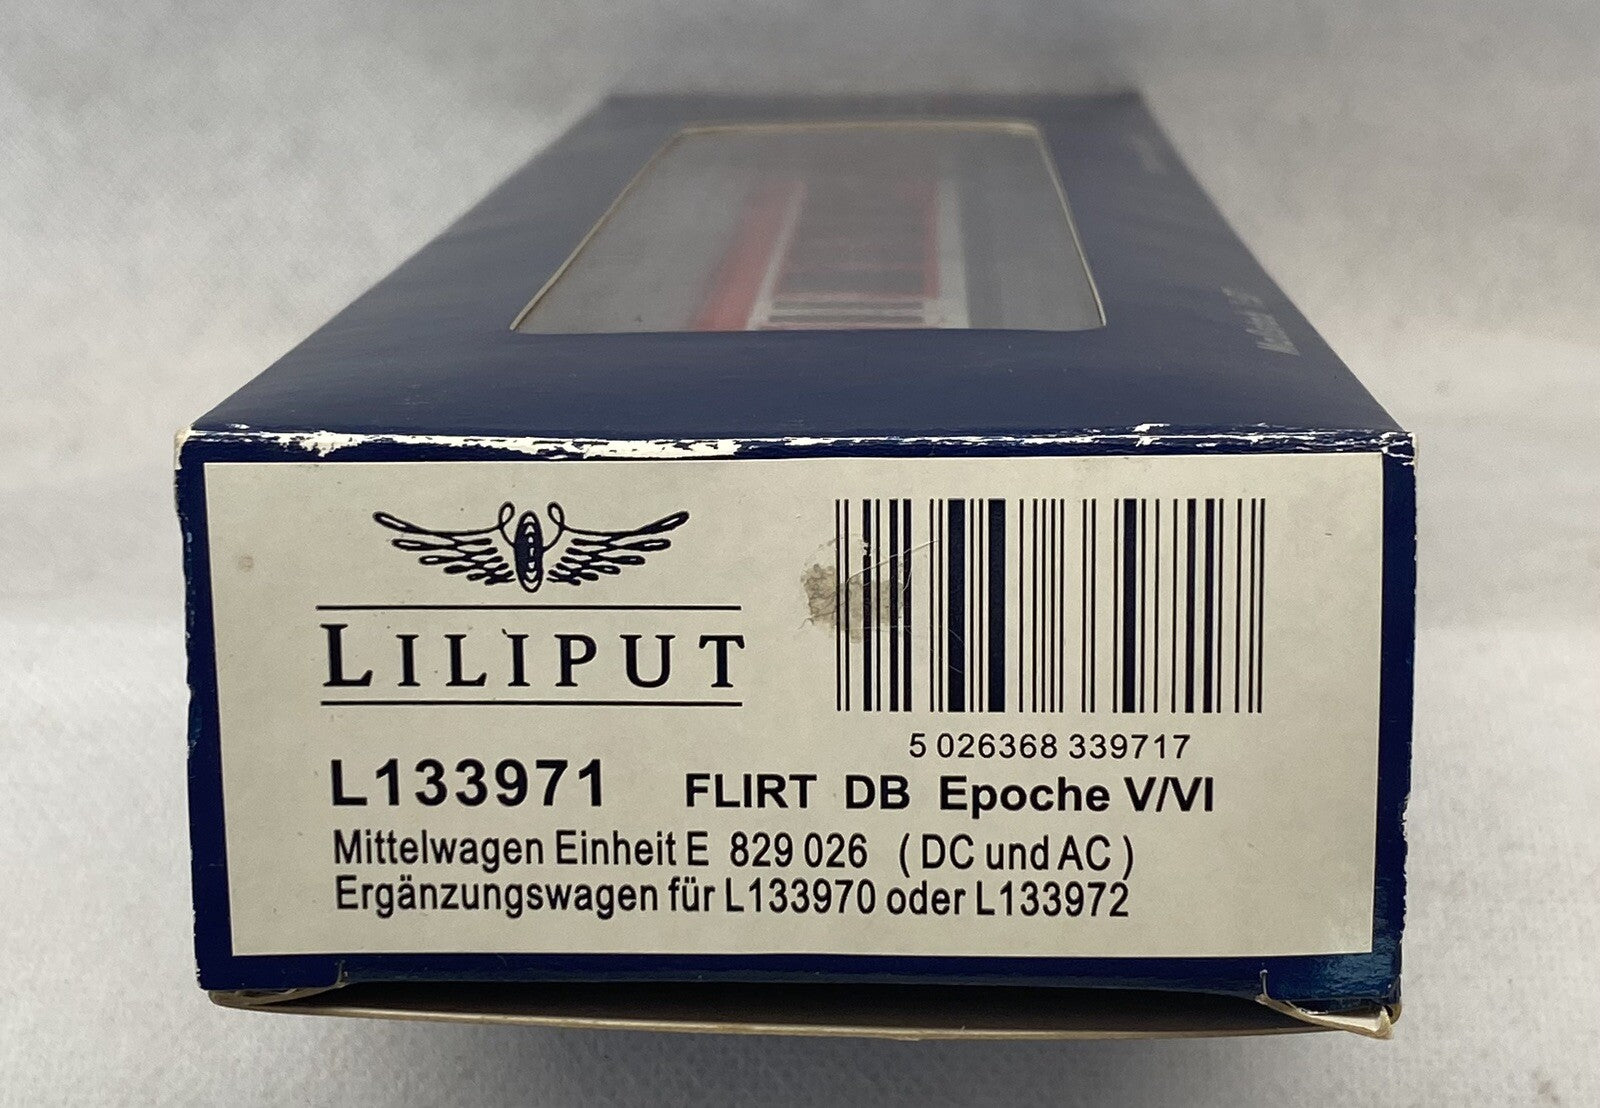 LILIPUT
5 026368 339717
L133971 FLIRT DB Epoche V/VI
Mittelwagen Einheit E 829 026 (DC und AC)
Ergänzungswagen für L133970 oder L133972